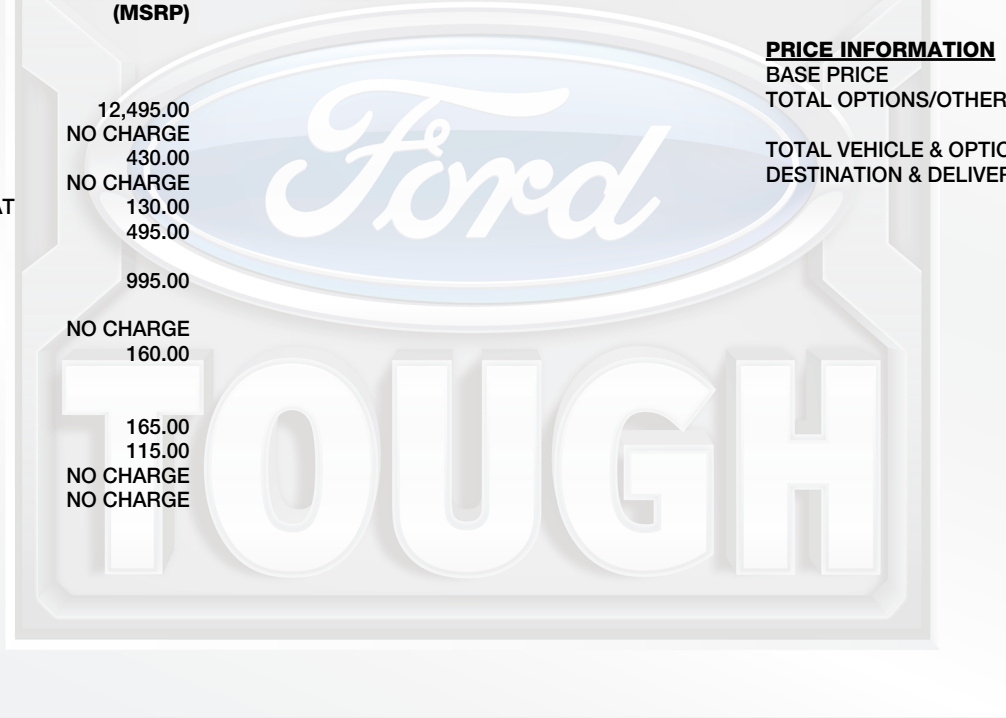 (MSRP)
12,495.00
NO CHARGE
430.00
NO CHARGE
AT 130.00
495.00
995.00
NO CHARGE
160.00
165.00
115.00
NO CHARGE
NO CHARGE
PRICE INFORMATION
BASE PRICE
TOTAL OPTIONS/OTHER
TOTAL VEHICLE & OPTIO
DESTINATION & DELIVER
Ford
TOUGH